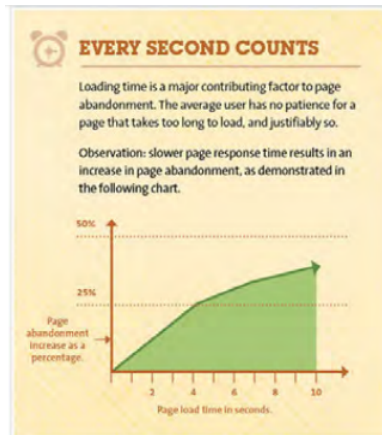 EVERY SECOND COUNTS
Loading time is a major contributing factor to page
abandonment. The average user has no patience for a
page that takes too long to load, and justifiably so.
Observation: slower page response time results in an
increase in page abandonment, as demonstrated in
the following chart.
50%
25%
Page
abandonment
increase as a
percentage.
2 4 6 8 10
Page load time in seconds.